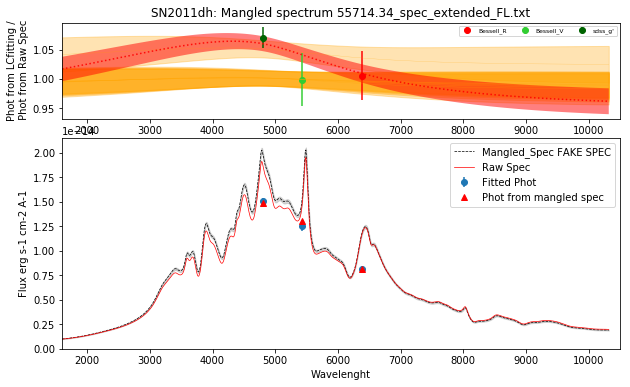 SN2011dh: Mangled spectrum 55714.34_spec_extended_FL.txt
Phot from LCfitting /
Phot from Raw Spec
1.05
1.00
0.95
Bessell_R
Bessell_V
sdss_g'
2000
3000
4000
5000
6000
7000
8000
9000
10000
1e−14
Flux erg s-1 cm-2 A-1
2.00
1.75
1.50
1.25
1.00
0.75
0.50
0.25
0.00
Mangled_Spec FAKE SPEC
Raw Spec
Fitted Phot
Phot from mangled spec
2000
3000
4000
5000
6000
7000
8000
9000
10000
Wavelenght